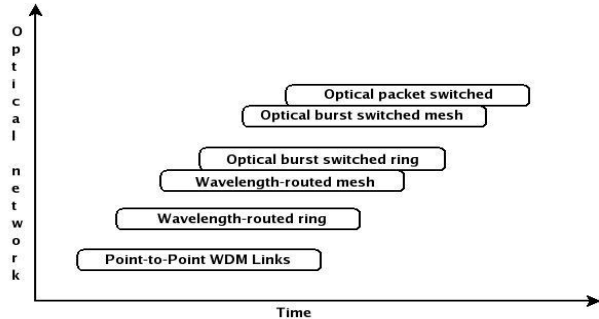 Optical network
Optical packet switched
Optical burst switched mesh
Optical burst switched ring
Wavelength-routed mesh
Wavelength-routed ring
Point-to-Point WDM Links
Time